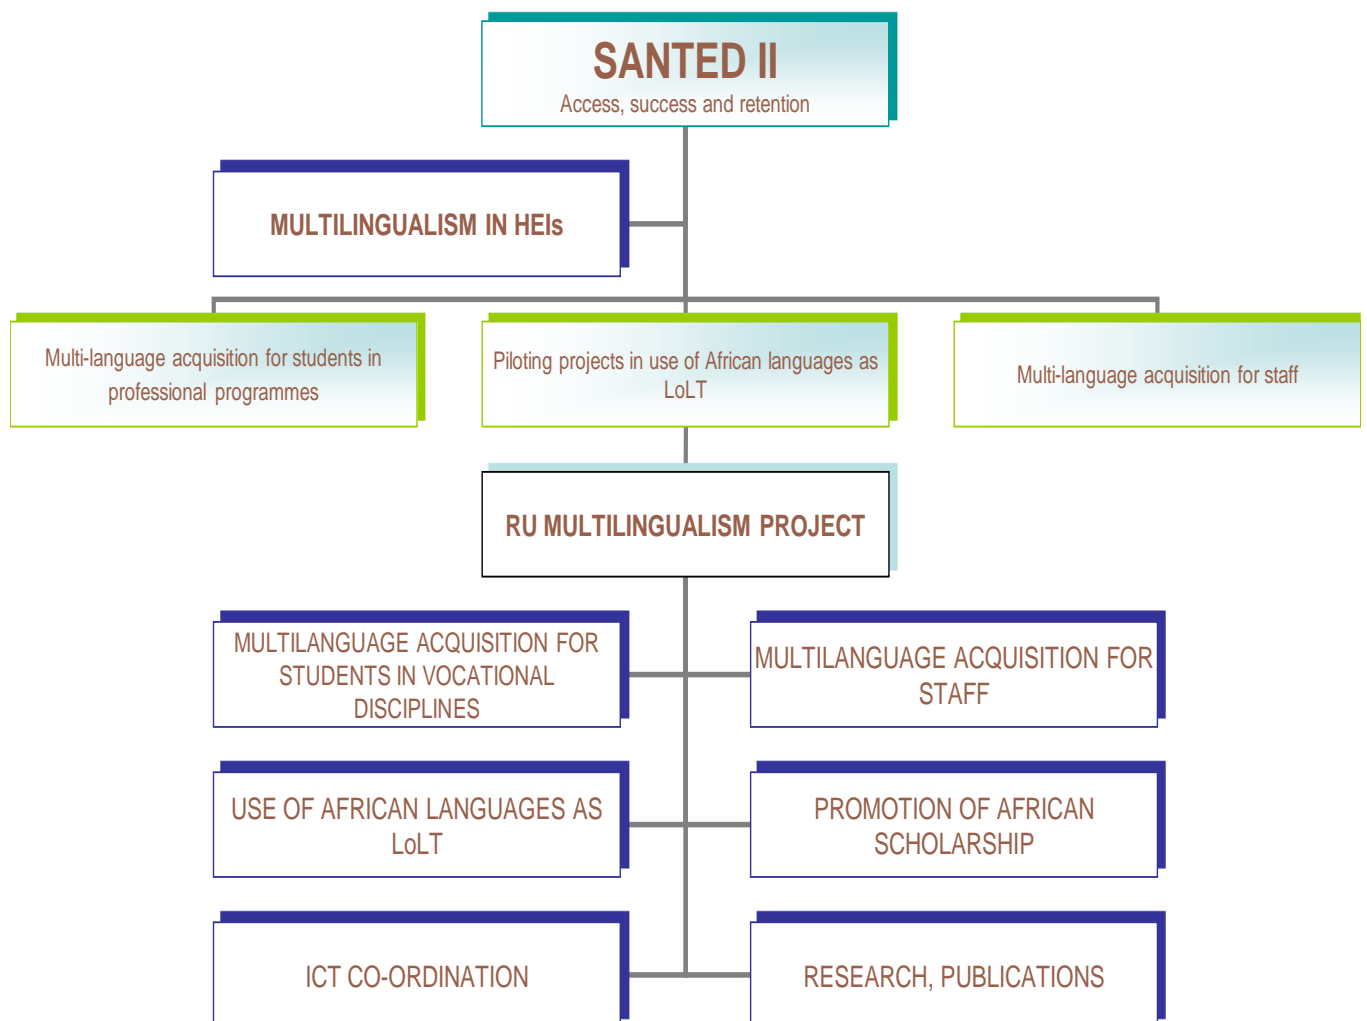 SANTED II
Access, success and retention
MULTILINGUALISM IN HEIs
Multi-language acquisition for students in
professional programmes
Piloting projects in use of African languages as
LoLT
Multi-language acquisition for staff
RU MULTILINGUALISM PROJECT
MULTILANGUAGE ACQUISITION FOR
STUDENTS IN VOCATIONAL
DISCIPLINES
MULTILANGUAGE ACQUISITION FOR
STAFF
USE OF AFRICAN LANGUAGES AS
LoLT
PROMOTION OF AFRICAN
SCHOLARSHIP
ICT CO-ORDINATION
RESEARCH, PUBLICATIONS